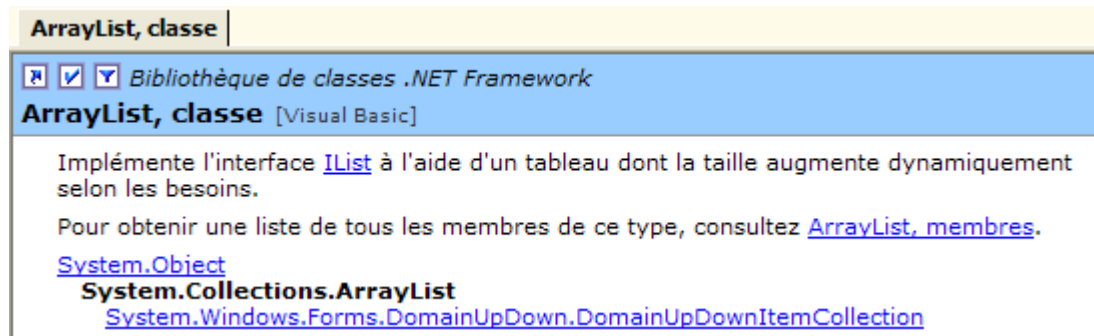 ArrayList, classe
Bibliothèque de classes .NET Framework
ArrayList, classe [Visual Basic]
Implémente l'interface IList à l'aide d'un tableau dont la taille augmente dynamiquement
selon les besoins.
Pour obtenir une liste de tous les membres de ce type, consultez ArrayList, membres.
System.Object
System.Collections.ArrayList
System.Windows.Forms.DomainUpDown.DomainUpDownItemCollection